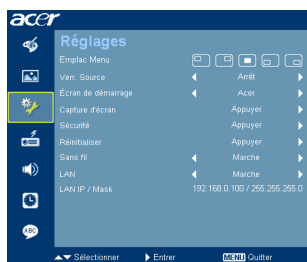 acer
Réglages
Emplac Menu
Verr. Source Arrêt
Écran de démarrage Acer
Capture d'écran Appuyer
Sécurité Appuyer
Réinitialiser Appuyer
Sans fil Marche
LAN Marche
LAN IP / Mask 192.168.0.100 / 255.255.255.0
ABC
Sélectionner Entrer MENU Quitter